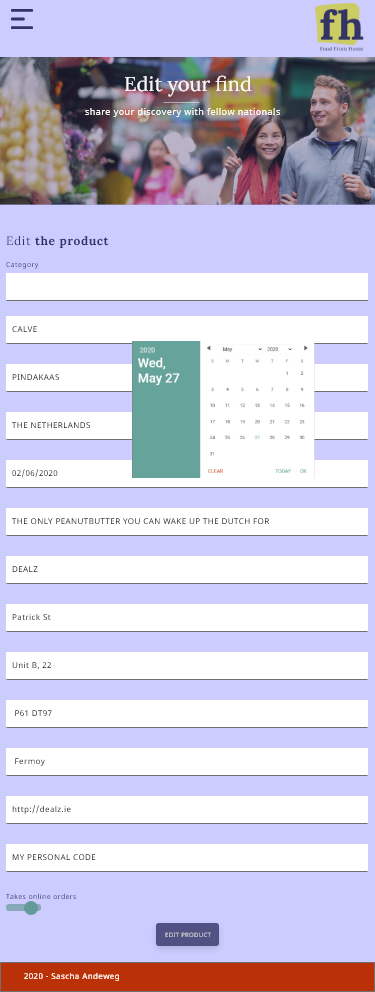 fh
Food From Home
Edit your find
share your discovery with fellow nationals
Edit the product
Category
CALVE
PINDAKAAS
THE NETHERLANDS
02/06/2020
2020
Wed,
May 27
May 2020
S M T W T F S
1 2
3 4 5 6 7 8 9
10 11 12 13 14 15 16
17 18 19 20 21 22 23
24 25 26 27 28 29 30
31
CLEAR TODAY OK
THE ONLY PEANUTBUTTER YOU CAN WAKE UP THE DUTCH FOR
DEALZ
Patrick St
Unit B, 22
P61 DT97
Fermoy
http://dealz.ie
MY PERSONAL CODE
Takes online orders
EDIT PRODUCT
2020 - Sascha Andeweg